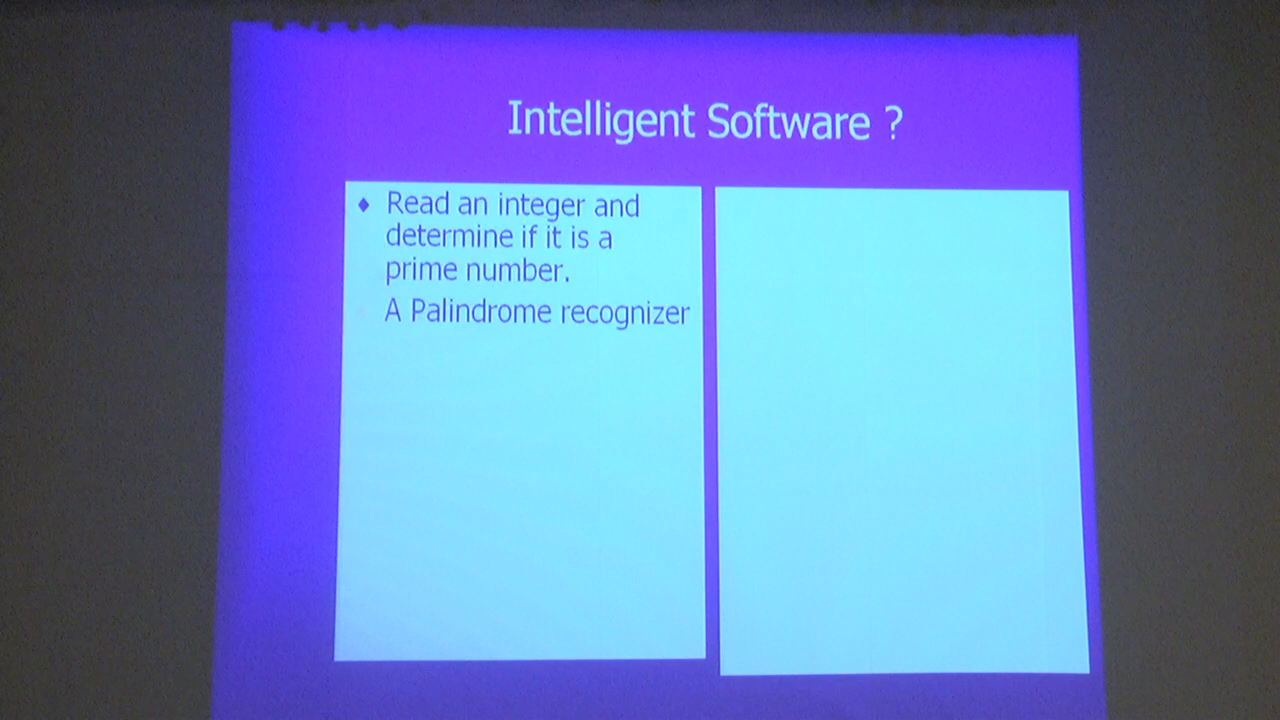 Intelligent Software ?
♦ Read an integer and
determine if it is a
prime number.
A Palindrome recognizer